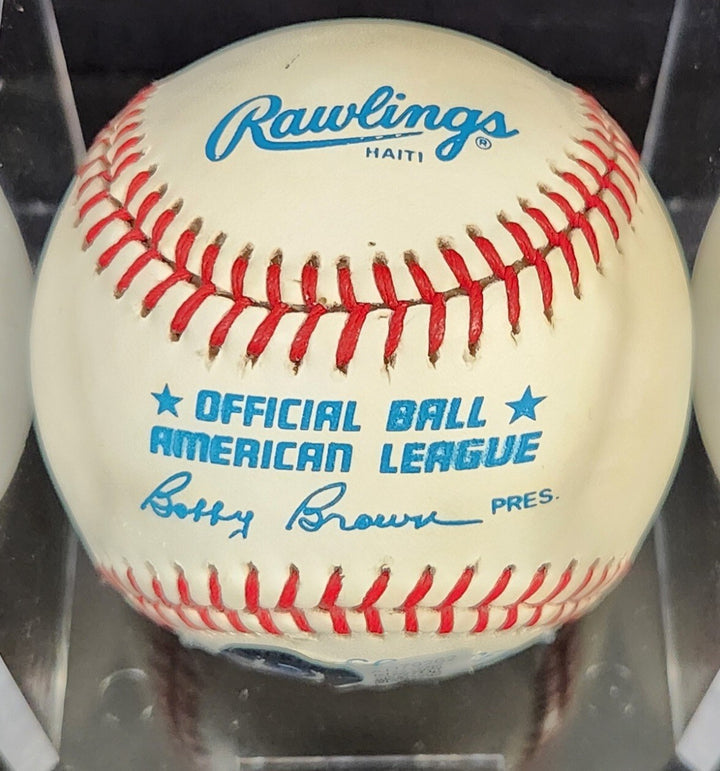 Rawlings ®
HAITI
★ OFFICIAL BALL ★
AMERICAN LEAGUE
Bobby Brown PRES.